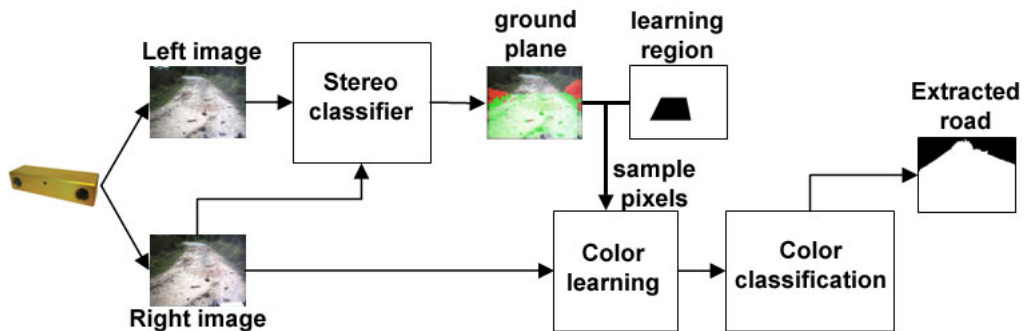 Left image
Stereo
classifier
ground
plane
learning
region
Extracted
road
sample
pixels
Color
learning
Color
classification
Right image